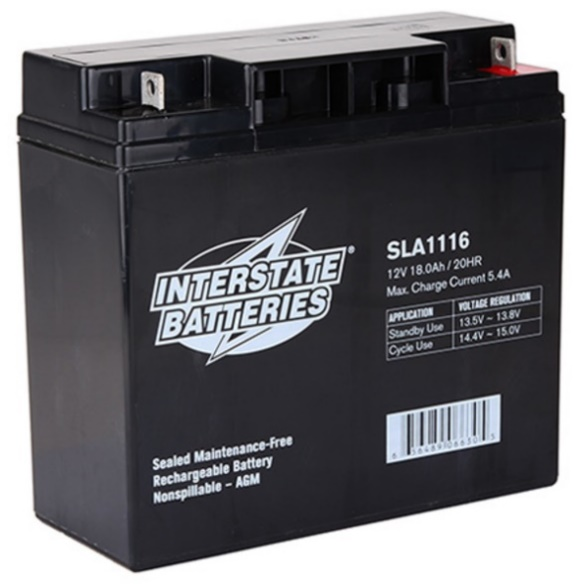 INTERSTATE
BATTERIES®
Sealed Maintenance-Free
Rechargeable Battery
Nonspillable – AGM
SLA1116
12V 18.0Ah / 20HR
Max. Charge Current 5.4A
APPLICATION VOLTAGE REGULATION
Standby Use 13.5V ~ 13.8V
Cycle Use 14.4V ~ 15.0V